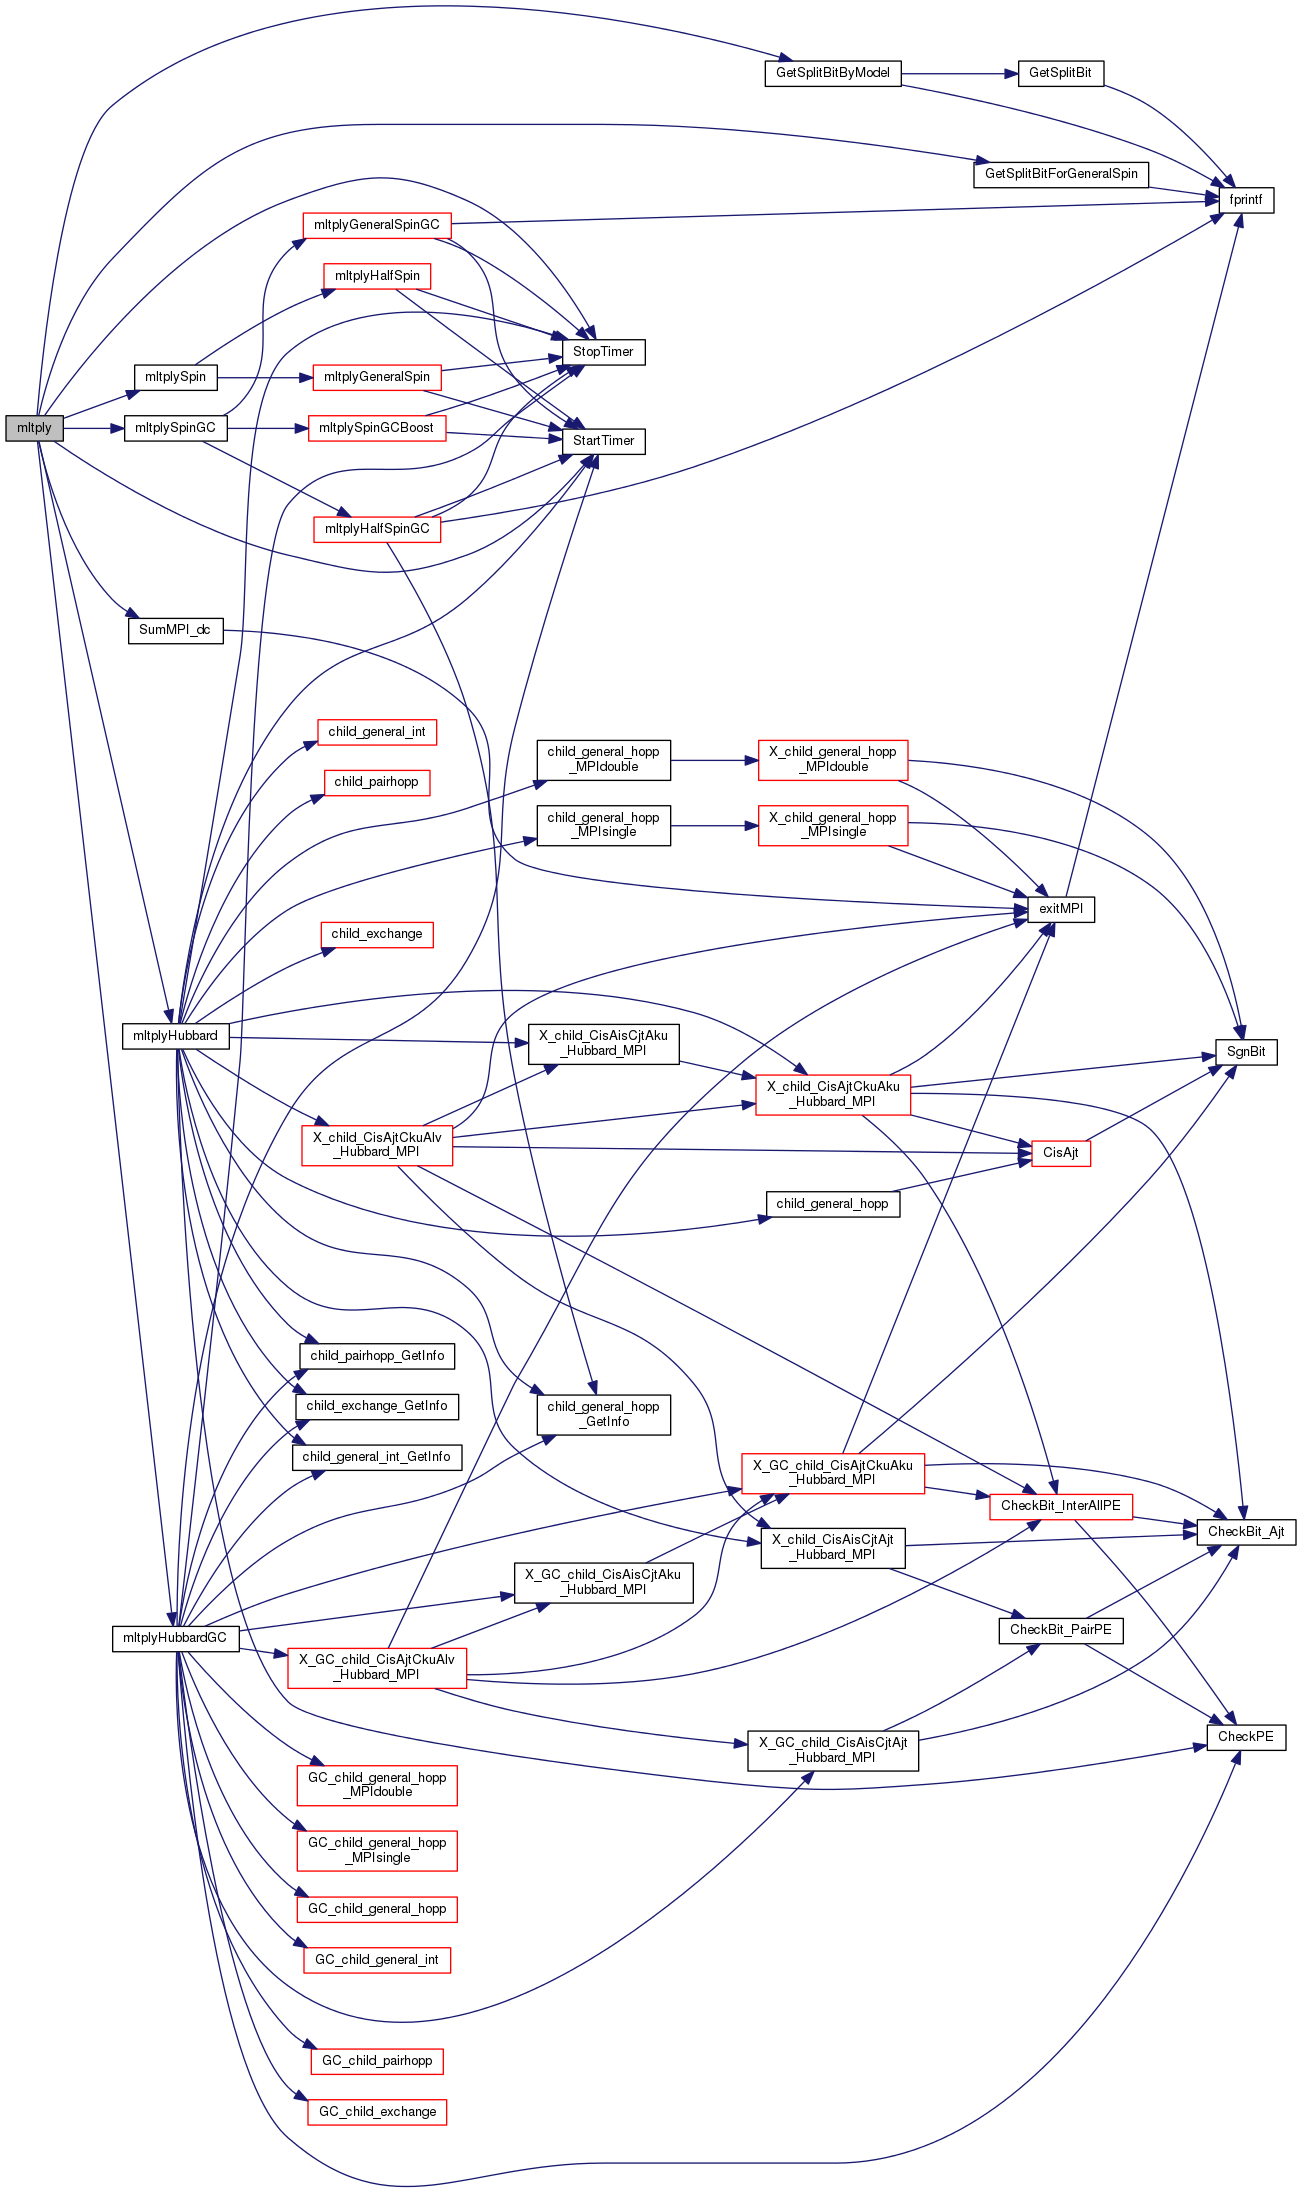 GetSplitBitByModel
GetSplitBit
GetSplitBitForGeneralSpin
fprintf
mltplyGeneralSpinGC
mltplyHalfSpin
StopTimer
mltplySpin
mltplyGeneralSpin
mltply
mltplySpinGC
mltplySpinGCBoost
StartTimer
mltplyHalfSpinGC
SumMPI_dc
child_general_int
child_general_hopp
_MPIdouble
X_child_general_hopp
_MPIdouble
child_pairhopp
child_general_hopp
_MPIsingle
X_child_general_hopp
_MPIsingle
exitMPI
child_exchange
mltplyHubbard
X_child_CisAisCjtAku
_Hubbard_MPI
SgnBit
X_child_CisAjtCkuAku
_Hubbard_MPI
X_child_CisAjtCkuAlv
_Hubbard_MPI
CisAjt
child_general_hopp
child_pairhopp_GetInfo
child_exchange_GetInfo
child_general_hopp
_GetInfo
child_general_int_GetInfo
X_GC_child_CisAjtCkuAku
_Hubbard_MPI
CheckBit_InterAllPE
CheckBit_Ajt
X_child_CisAisCjtAjt
_Hubbard_MPI
X_GC_child_CisAisCjtAku
_Hubbard_MPI
CheckBit_PairPE
mltplyHubbardGC
X_GC_child_CisAjtCkuAlv
_Hubbard_MPI
CheckPE
X_GC_child_CisAisCjtAjt
_Hubbard_MPI
GC_child_general_hopp
_MPIdouble
GC_child_general_hopp
_MPIsingle
GC_child_general_hopp
GC_child_general_int
GC_child_pairhopp
GC_child_exchange